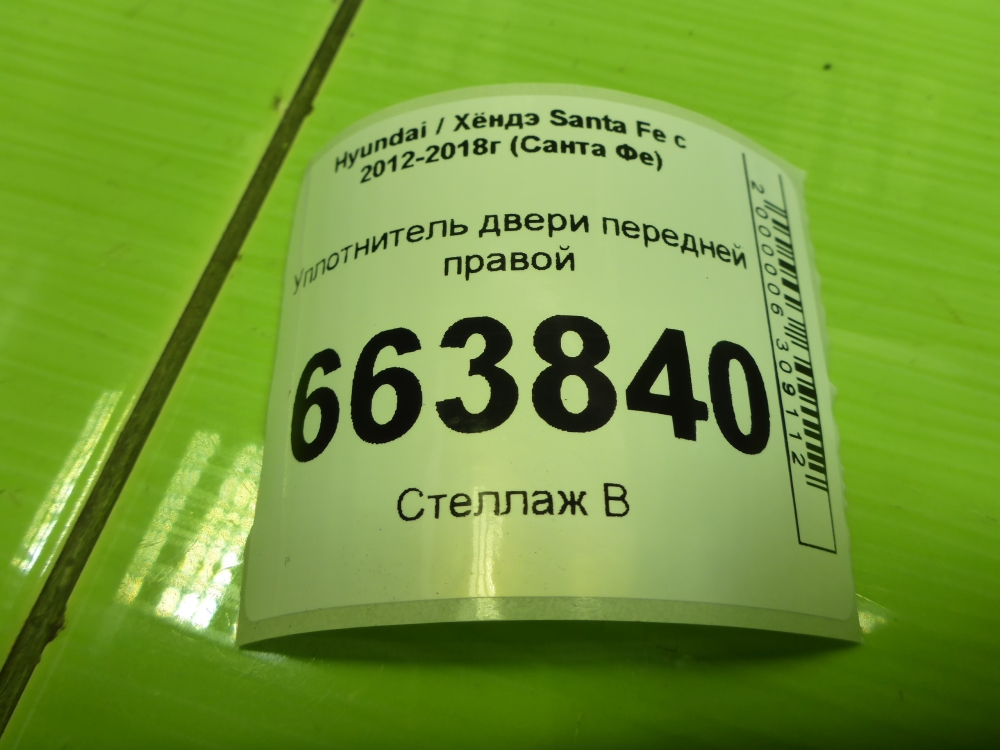 Hyundai / Хёндэ Santa Fe с
2012-2018г (Санта Фе)
Уплотнитель двери передней
правой
663840
Стеллаж В
2000006309112